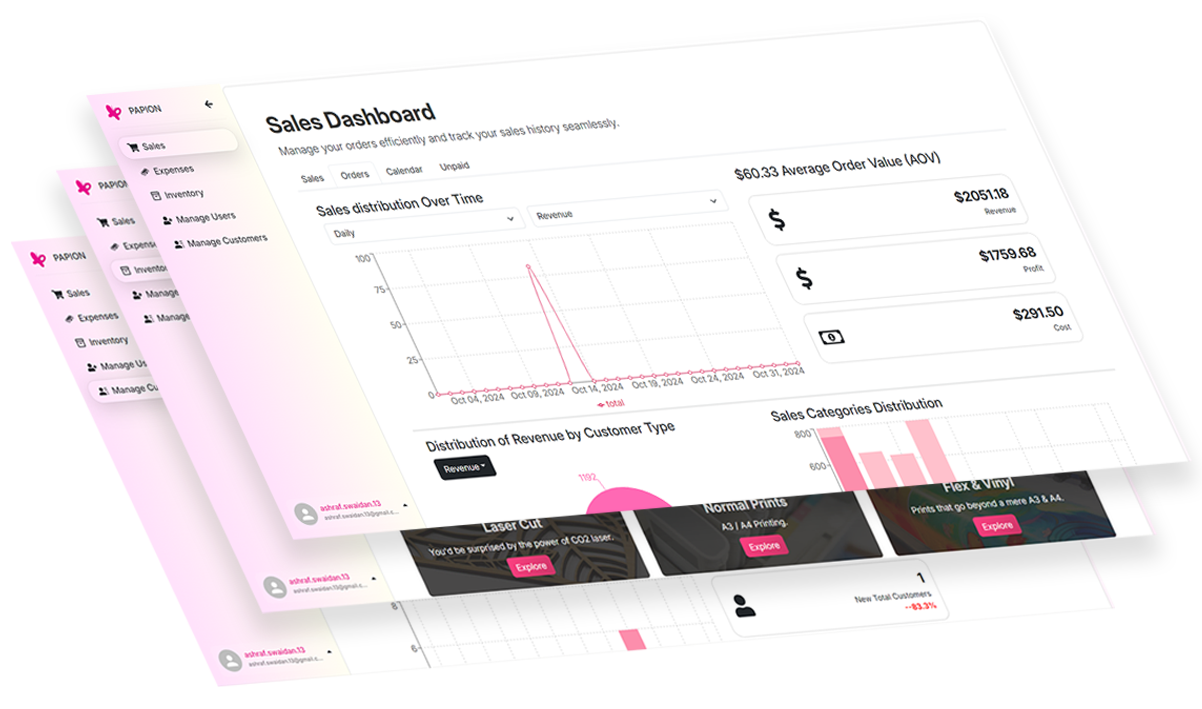 PAPION
Sales
Expenses
Inventory
Manage Users
Manage Customers
ashraf.swaidan.13
ashraf.swaidan.13@gmail.c...
Sales Dashboard
Manage your orders efficiently and track your sales history seamlessly.
Sales Orders Calendar Unpaid
Sales distribution Over Time
Daily
Revenue
100
75
50
25
0
Oct 04, 2024 Oct 09, 2024 Oct 14, 2024 Oct 19, 2024 Oct 24, 2024 Oct 31, 2024
total
$60.33 Average Order Value (AOV)
$2051.18
Revenue
$1759.68
Profit
$291.50
Cost
Distribution of Revenue by Customer Type
Revenue
1192
Sales Categories Distribution
800
600
PAPION
Sales
Expense
Invento
Manage
Manage
ashraf.swaidan.13
ashraf.swaidan.13@gmail.c...
Laser Cut
You'd be surprised by the power of CO2 laser.
Explore
Normal Prints
A3 | A4 Printing.
Explore
Flex & Vinyl
Prints that go beyond a mere A3 & A4.
Explore
PAPION
Sales
Expenses
Inventory
Manage Us
Manage Cu
ashraf.swaidan.13
ashraf.swaidan.13@gmail.c...
8
6
1
New Total Customers
--83.3%